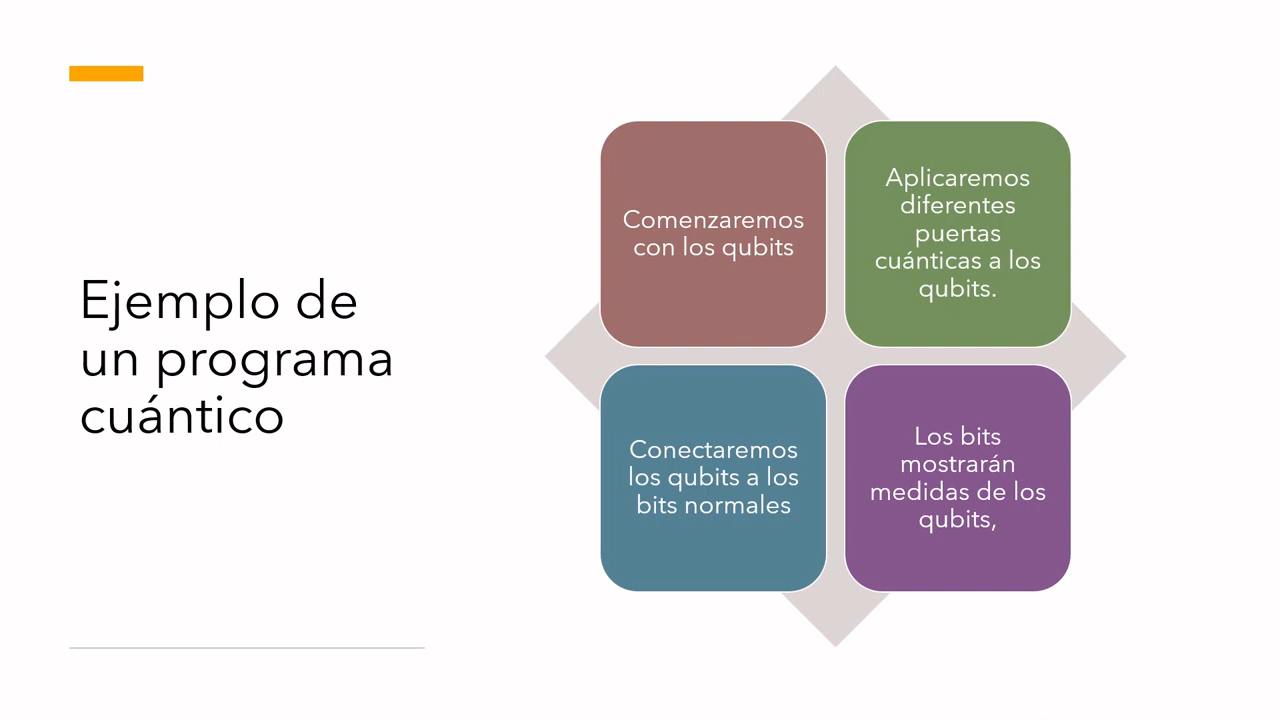 Ejemplo de
un programa
cuántico
Comenzaremos
con los qubits
Aplicaremos
diferentes
puertas
cuánticas a los
qubits.
Conectaremos
los qubits a los
bits normales
Los bits
mostrarán
medidas de los
qubits,